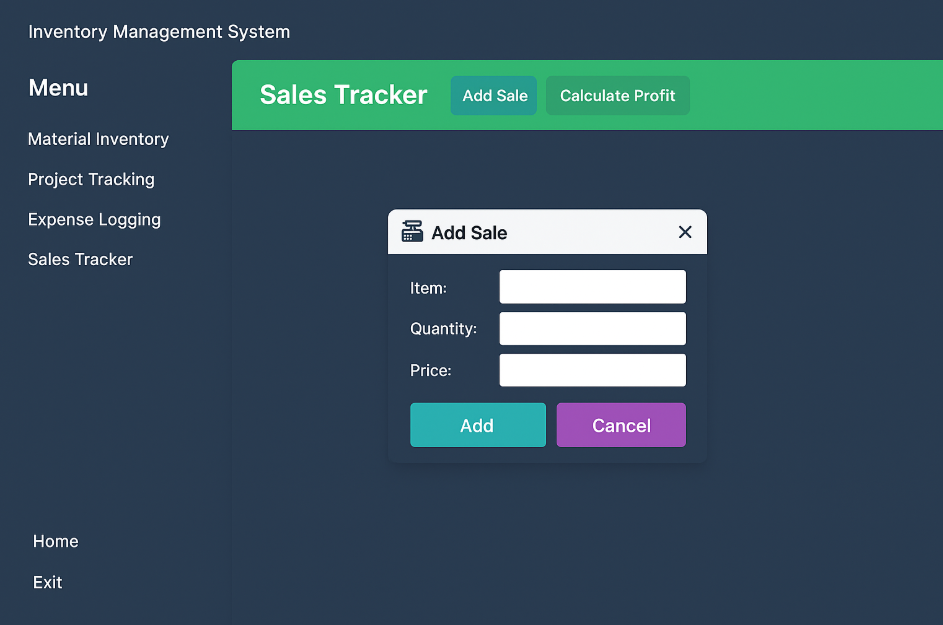 Inventory Management System
Menu
Material Inventory
Project Tracking
Expense Logging
Sales Tracker
Home
Exit
Sales Tracker Add Sale Calculate Profit
Add Sale
Item:
Quantity:
Price:
Add Cancel